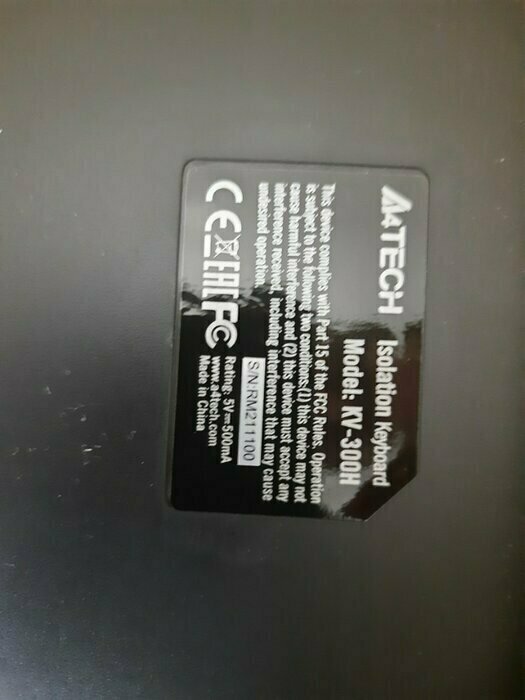 A4TECH
Isolation Keyboard
Model: KV-300H
This device complies with Part 15 of the FCC Rules. Operation
is subject to the following two conditions:(1) this device may not
cause harmful interference and (2) this device must accept any
interference received, including interference that may cause
undesired operation.
S/N:RM211100
CE EAC FC
Rating: 5V⎓500mA
www.a4tech.com
Made in China